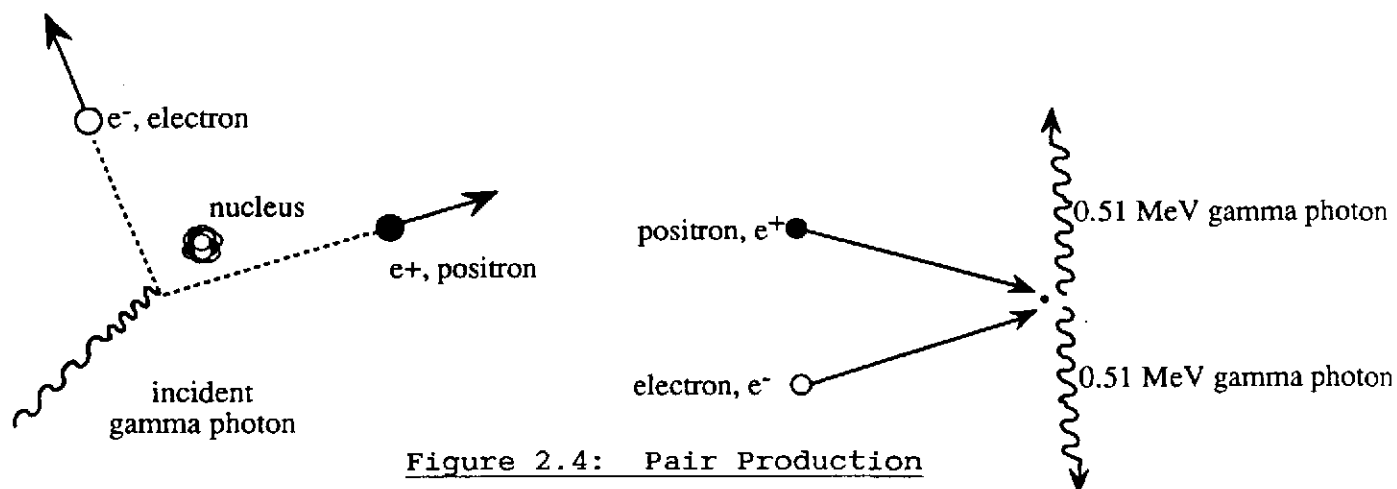 e⁻, electron
nucleus
e+, positron
incident
gamma photon
positron, e⁺
electron, e⁻
0.51 MeV gamma photon
0.51 MeV gamma photon
Figure 2.4: Pair Production